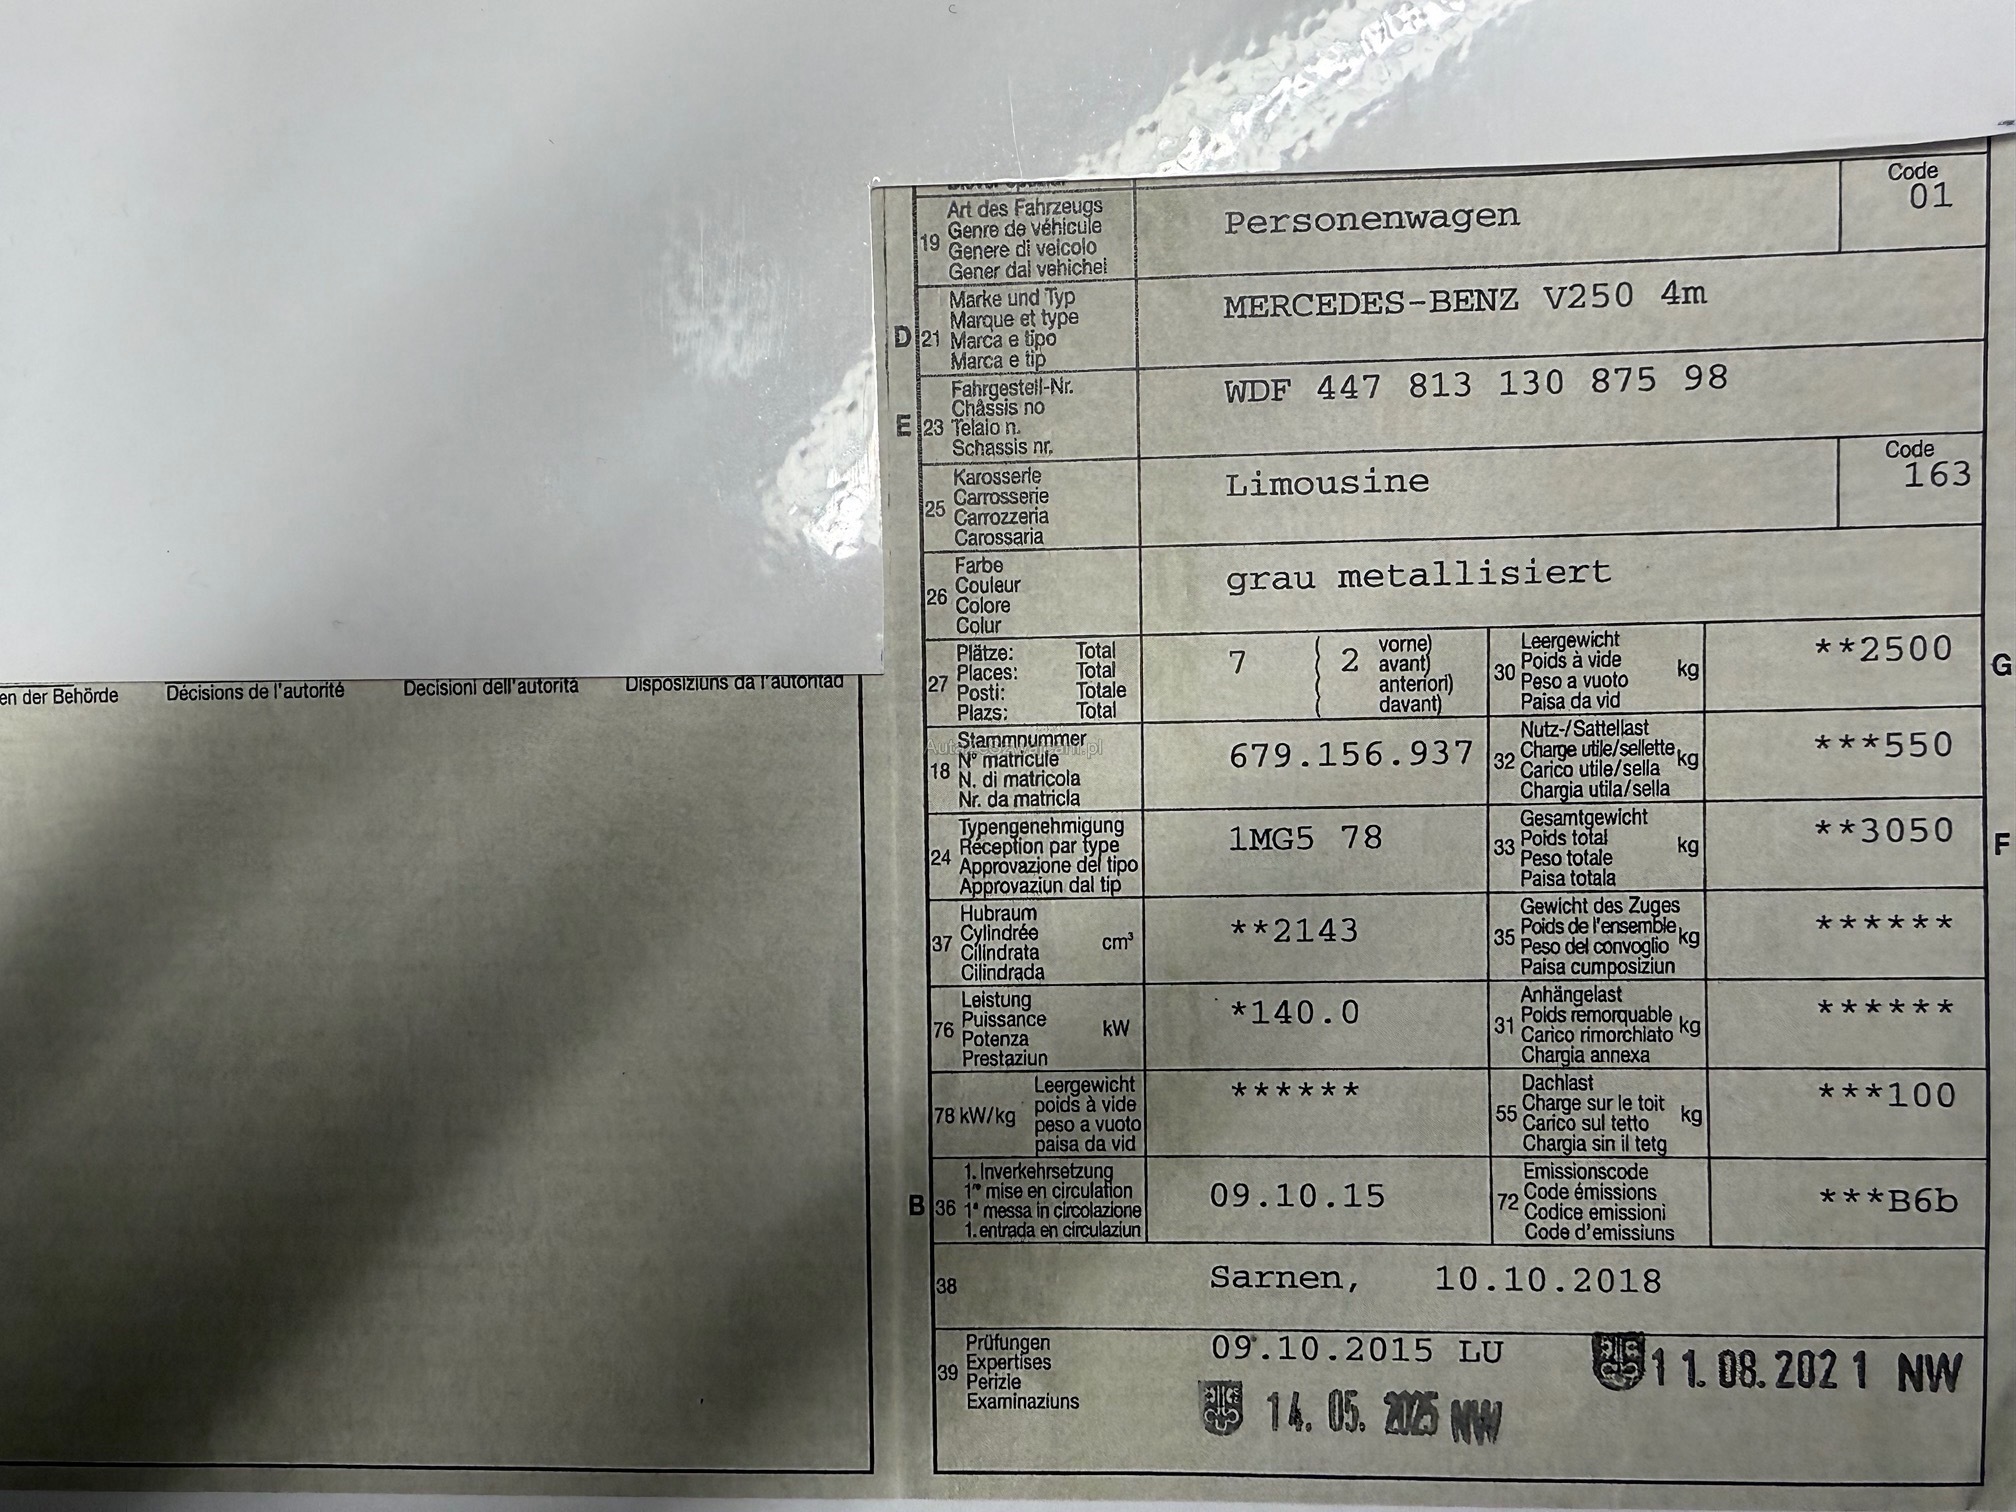 en der Behörde Décisions de l'autorité Decisioni dell'autorità Disposiziuns da l'autoritad
19 Art des Fahrzeugs
Genre de véhicule
Genere di veicolo
Gener dal vehichel
Personenwagen
Code
01
D 21 Marke und Typ
Marque et type
Marca e tipo
Marca e tip
MERCEDES-BENZ V250 4m
E 23 Fahrgestell-Nr.
Châssis no
Telaio n.
Schassis nr.
WDF 447 813 130 875 98
25 Karosserie
Carrosserie
Carrozzeria
Carossaria
Limousine
Code
163
26 Farbe
Couleur
Colore
Colur
grau metallisiert
27 Plätze: Total
Places: Total
Posti: Totale
Plazs: Total
7 2 vorne)
avant)
anteriori)
davant)
30 Leergewicht
Poids à vide
Peso a vuoto
Paisa da vid
kg
**2500
G
18 Stammnummer
N° matricule
N. di matricola
Nr. da matricla
679.156.937
32 Nutz-/Sattellast
Charge utile/sellette
Carico utile/sella
Chargia utila/sella
kg
***550
24 Typengenehmigung
Réception par type
Approvazione del tipo
Approvaziun dal tip
1MG5 78
33 Gesamtgewicht
Poids total
Peso totale
Paisa totala
kg
**3050
F
37 Hubraum
Cylindrée
Cilindrata
Cilindrada
cm³
**2143
35 Gewicht des Zuges
Poids de l'ensemble
Peso del convoglio
Paisa cumposiziun
kg
******
76 Leistung
Puissance
Potenza
Prestaziun
kW
*140.0
31 Anhängelast
Poids remorquable
Carico rimorchiato
Chargia annexa
kg
******
78 kW/kg Leergewicht
poids à vide
peso a vuoto
paisa da vid
******
55 Dachlast
Charge sur le toit
Carico sul tetto
Chargia sin il tetg
kg
***100
B 36 1. Inverkehrsetzung
1re mise en circulation
1a messa in circolazione
1. entrada en circulaziun
09.10.15
72 Emissionscode
Code émissions
Codice emissioni
Code d'emissiuns
***B6b
38 Sarnen, 10.10.2018
39 Prüfungen
Expertises
Perizie
Examinaziuns
09.10.2015 LU
11.08.2021 NW
14. 05. 2025 NW